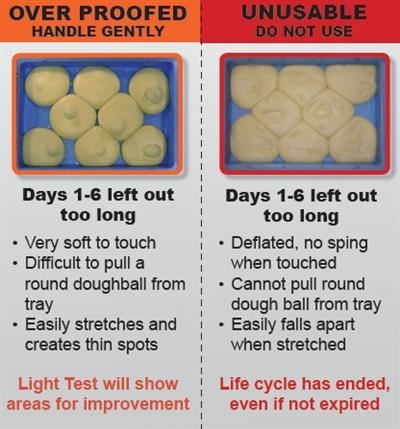 OVER PROOFED
HANDLE GENTLY
Days 1-6 left out
too long
• Very soft to touch
• Difficult to pull a
round doughball from
tray
• Easily stretches and
creates thin spots
Light Test will show
areas for improvement
UNUSABLE
DO NOT USE
Days 1-6 left out
too long
• Deflated, no sping
when touched
• Cannot pull round
dough ball from tray
• Easily falls apart
when stretched
Life cycle has ended,
even if not expired